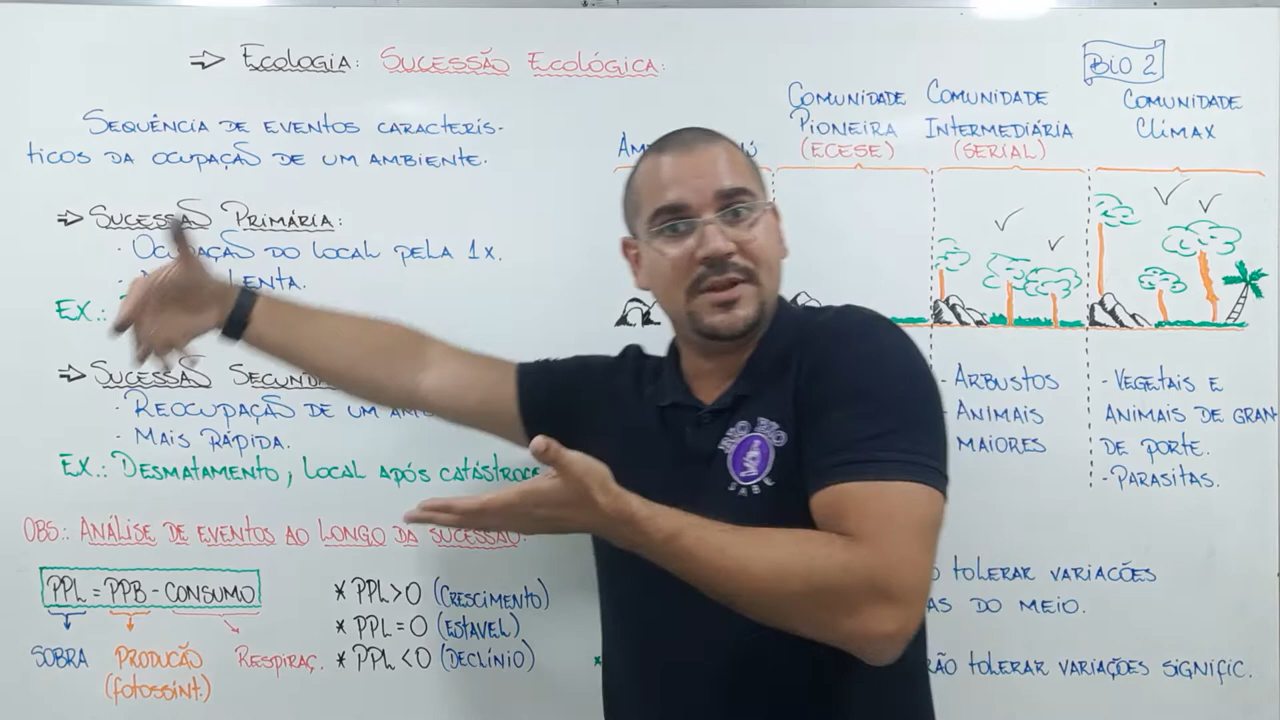 ⇒ Ecologia: Sucessão Ecológica:
Bio 2
Sequência de eventos caracterís-
ticos da ocupação de um ambiente.
⇒ Sucessão Primária:
· Ocupação do local pela 1x.
lenta.
Ex.:
⇒ Sucessão
· Reocupação de um
· Mais rápida.
Ex.: Desmatamento, local após
Obs.: Análise de eventos ao longo da sucessão.
PPL = PPB - Consumo
Sobra Produção Respiraç.
(fotossínt.)
* PPL>0 (Crescimento)
* PPL=0 (Estavel)
* PPL<0 (Declínio)
Comunidade
Pioneira
(Ecese)
Comunidade
Intermediária
(Serial)
Comunidade
Clímax
- Arbustos
- Animais
maiores
- Vegetais e
animais de gran
de porte.
- Parasitas.
tolerar variações
do meio.
tolerar variações signific.
BIO
SABE